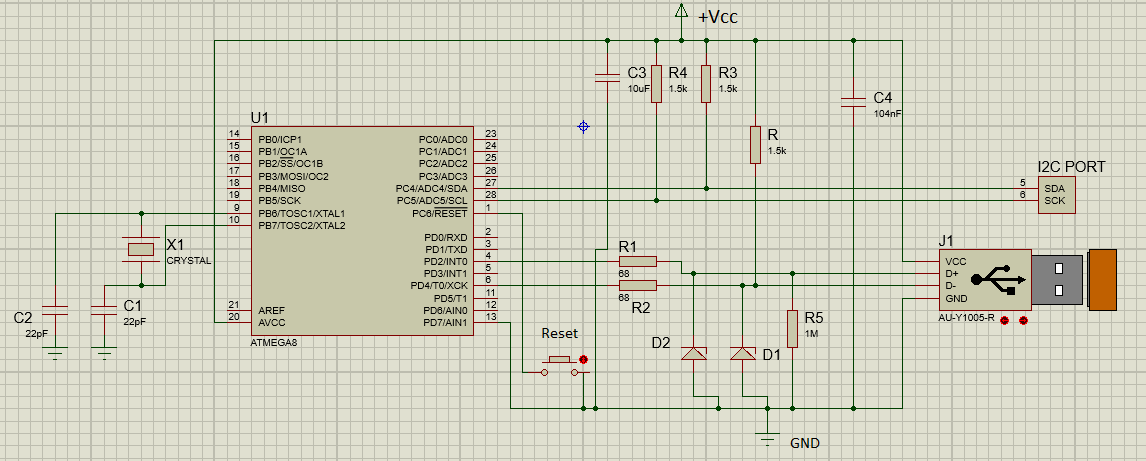 +Vcc
C3
10uF
R4
1.5k
R3
1.5k
R
1.5k
C4
104nF
U1
14 PB0/ICP1
15 PB1/OC1A
16 PB2/SS/OC1B
17 PB3/MOSI/OC2
18 PB4/MISO
19 PB5/SCK
9 PB6/TOSC1/XTAL1
10 PB7/TOSC2/XTAL2
21 AREF
20 AVCC
PC0/ADC0 23
PC1/ADC1 24
PC2/ADC2 25
PC3/ADC3 26
PC4/ADC4/SDA 27
PC5/ADC5/SCL 28
PC6/RESET 1
PD0/RXD 2
PD1/TXD 3
PD2/INT0 4
PD3/INT1 5
PD4/T0/XCK 6
PD5/T1 11
PD6/AIN0 12
PD7/AIN1 13
ATMEGA8
I2C PORT
5 SDA
6 SCK
X1
CRYSTAL
C1
22pF
C2
22pF
R1
68
68
R2
J1
VCC
D+
D-
GND
AU-Y1005-R
R5
1M
Reset
D2
D1
GND